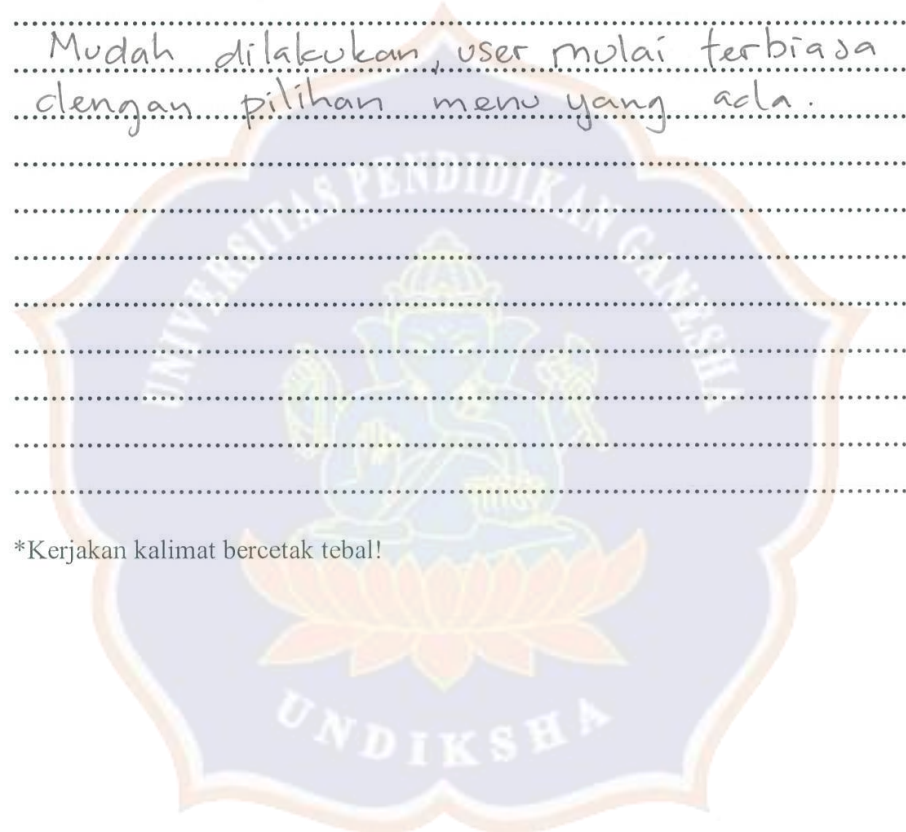 Mudah dilakukan, user mulai terbiasa
dengan pilihan menu yang ada.
UNIVERSITAS PENDIDIKAN GANESHA
*Kerjakan kalimat bercetak tebal!
UNDIKSHA